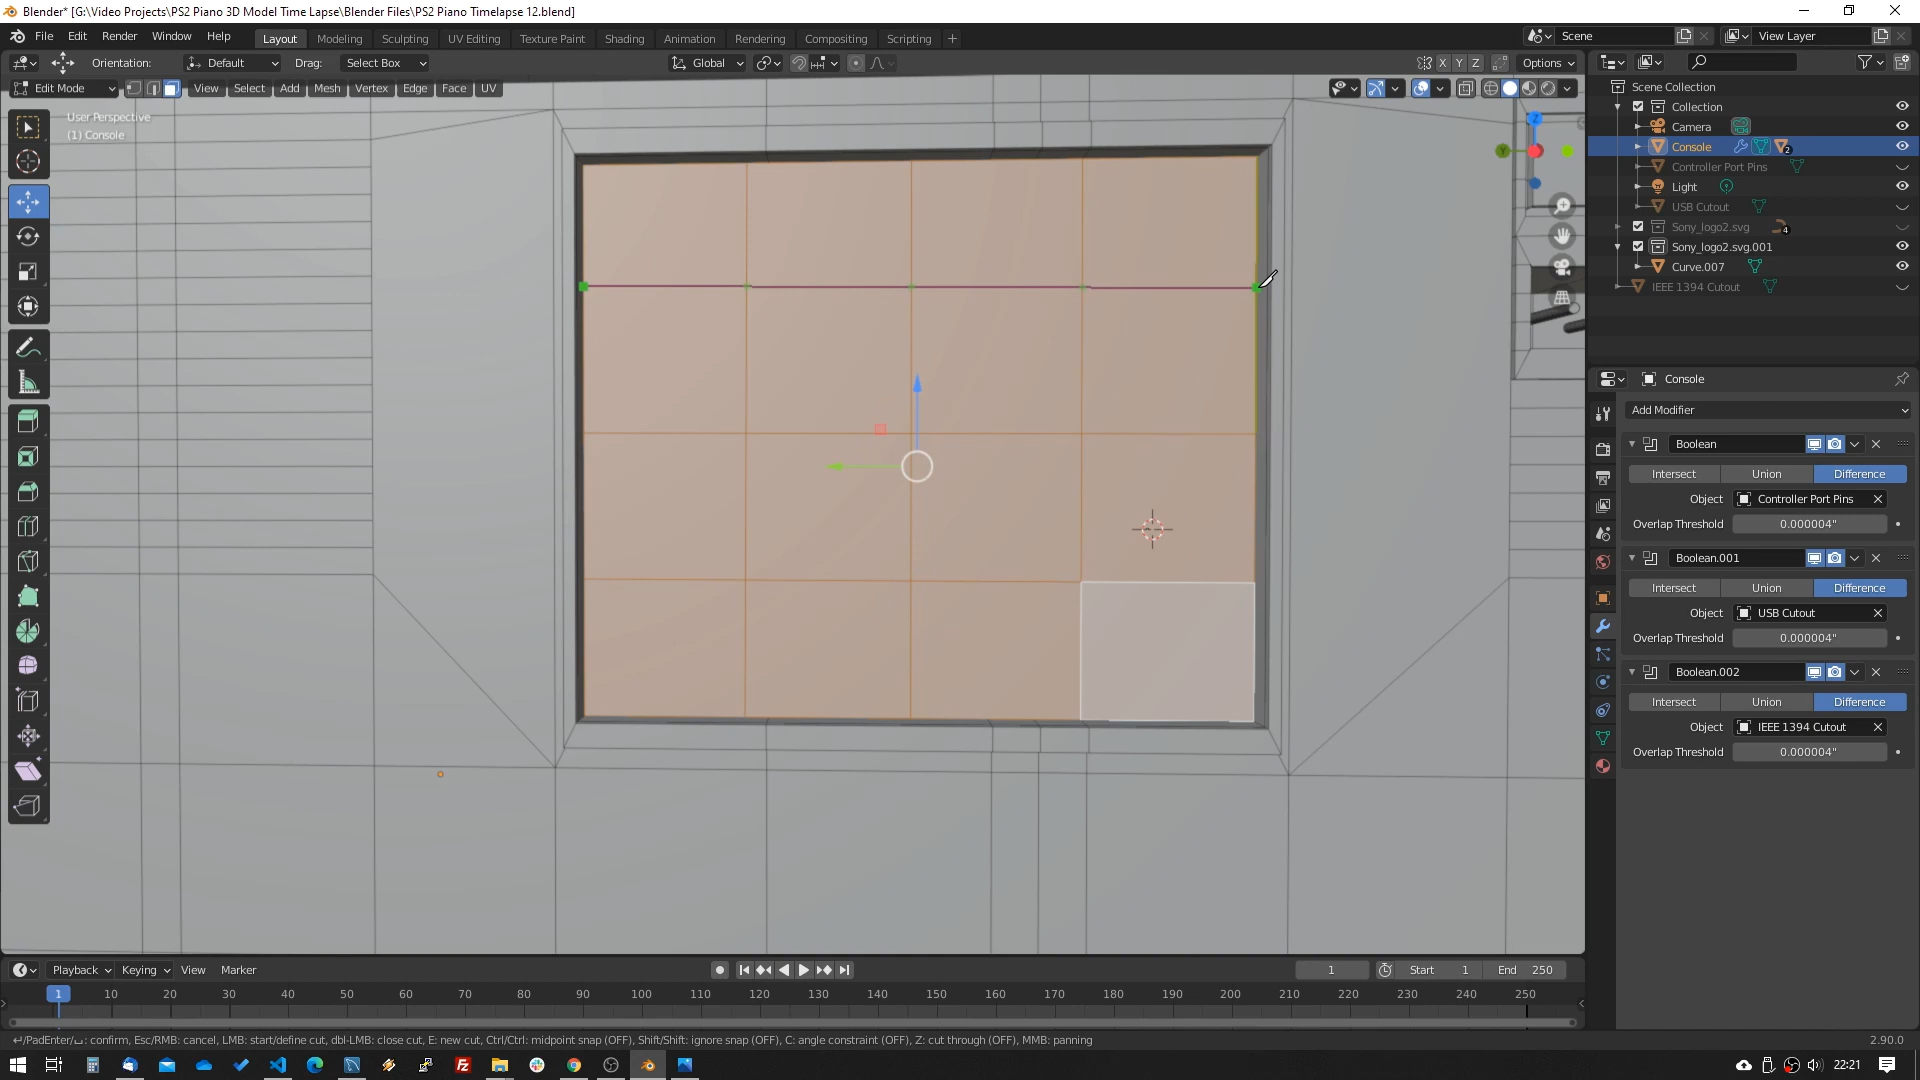 Blender* [G:\Video Projects\PS2 Piano 3D Model Time Lapse\Blender Files\PS2 Piano Timelapse 12.blend]
File Edit Render Window Help Layout Modeling Sculpting UV Editing Texture Paint Shading Animation Rendering Compositing Scripting + Scene View Layer
Orientation: Default Drag: Select Box Global X Y Z Options
Edit Mode View Select Add Mesh Vertex Edge Face UV
User Perspective
(1) Console
Z
Y
Scene Collection
Collection
Camera
Console 2
Controller Port Pins
Light
USB Cutout
Sony_logo2.svg 4
Sony_logo2.svg.001
Curve.007
IEEE 1394 Cutout
Console
Add Modifier
Boolean
Intersect Union Difference
Object Controller Port Pins
Overlap Threshold 0.000004"
Boolean.001
Intersect Union Difference
Object USB Cutout
Overlap Threshold 0.000004"
Boolean.002
Intersect Union Difference
Object IEEE 1394 Cutout
Overlap Threshold 0.000004"
Playback Keying View Marker 1 Start 1 End 250
1 10 20 30 40 50 60 70 80 90 100 110 120 130 140 150 160 170 180 190 200 210 220 230 240 250
/PadEnter/ : confirm, Esc/RMB: cancel, LMB: start/define cut, dbl-LMB: close cut, E: new cut, Ctrl/Ctrl: midpoint snap (OFF), Shift/Shift: ignore snap (OFF), C: angle constraint (OFF), Z: cut through (OFF), MMB: panning 2.90.0
22:21